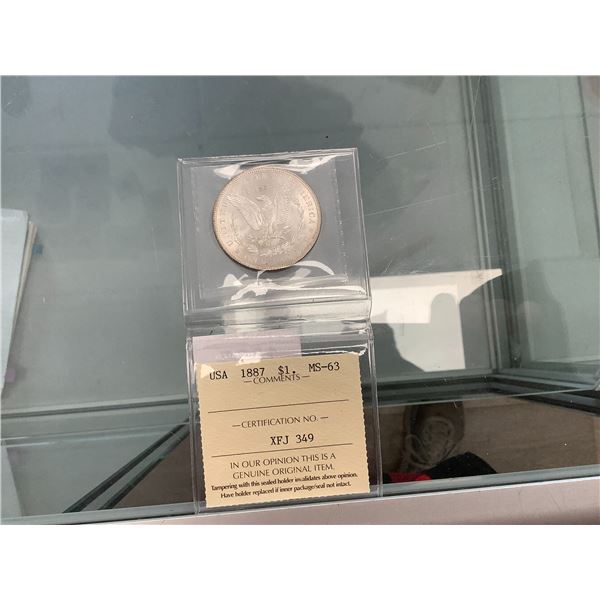 AMERICA
USA 1887 $1. MS-63
— COMMENTS —
— CERTIFICATION NO. —
XFJ 349
IN OUR OPINION THIS IS A
GENUINE ORIGINAL ITEM.
Tampering with this sealed holder invalidates above opinion.
Have holder replaced if inner package/seal not intact.